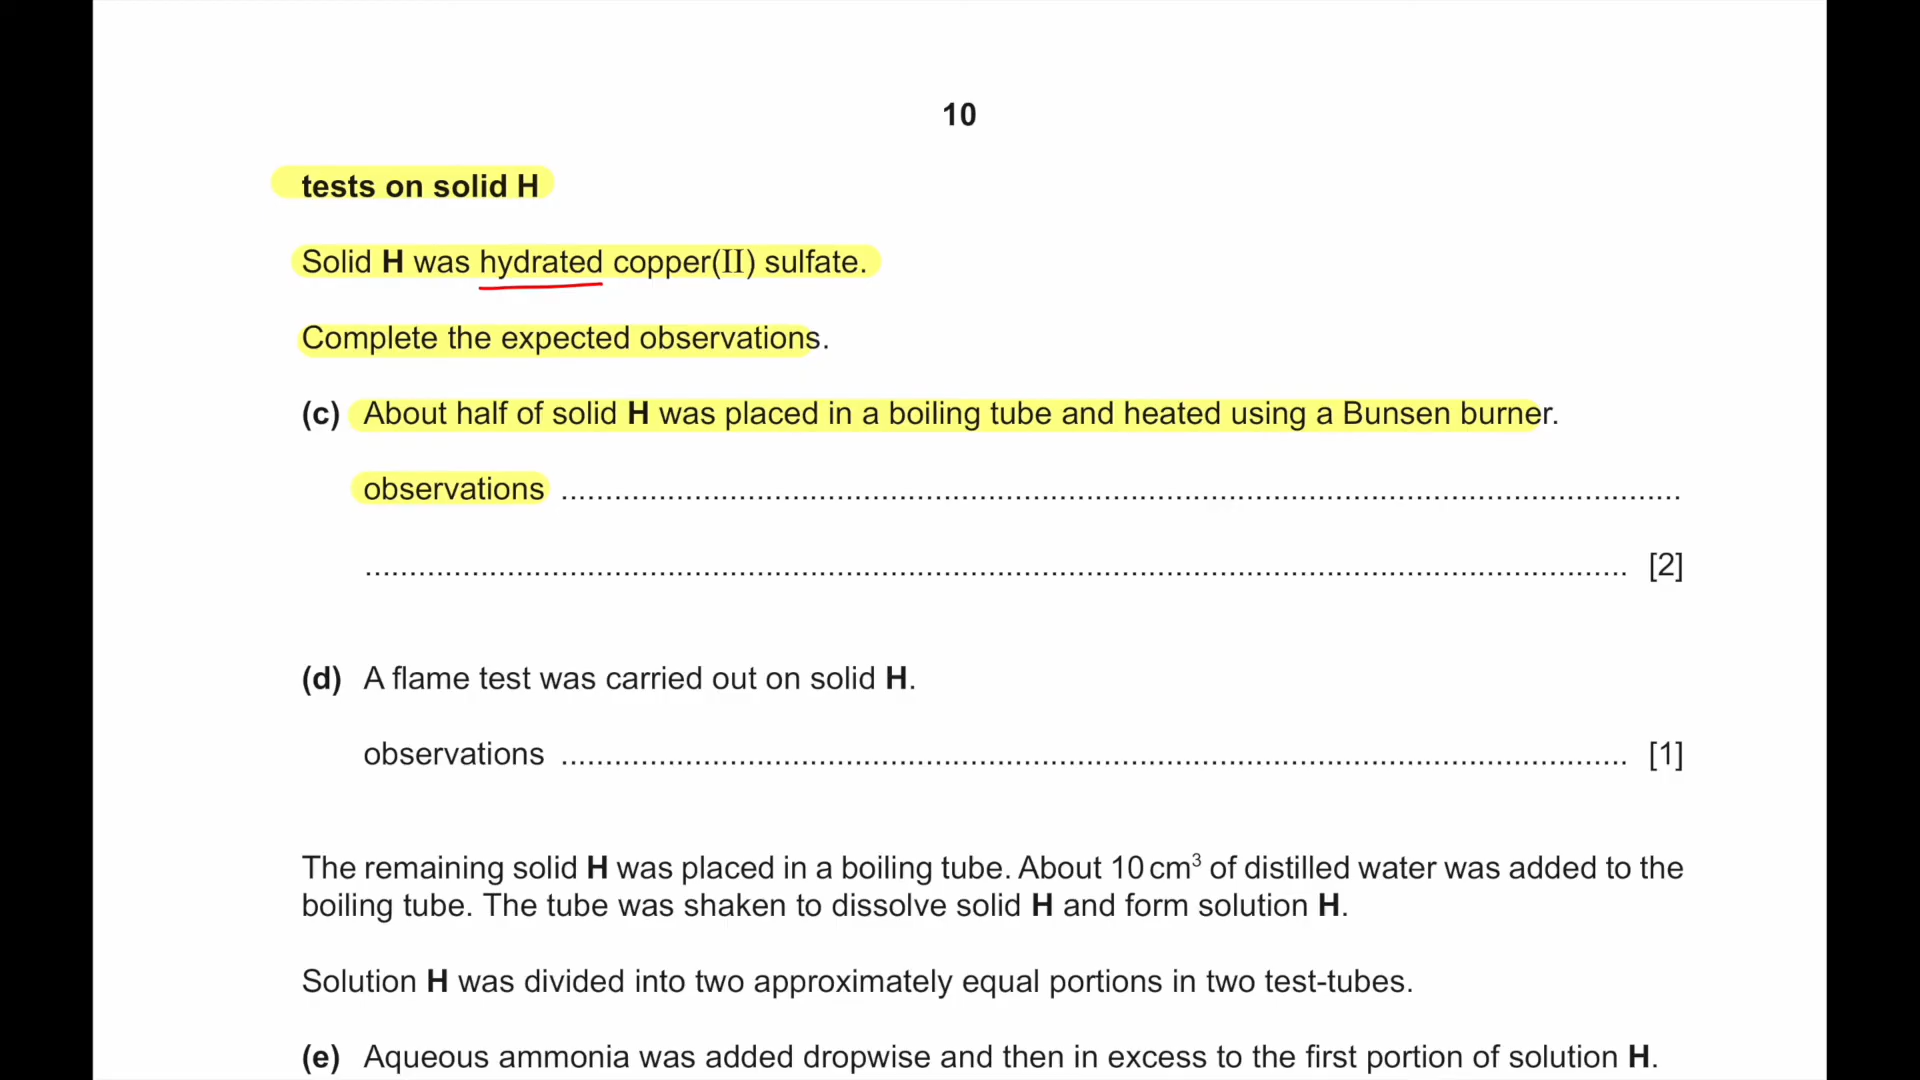 10
tests on solid H
Solid H was hydrated copper(II) sulfate.
Complete the expected observations.
(c) About half of solid H was placed in a boiling tube and heated using a Bunsen burner.
observations ................................................................................................................................
................................................................................................................................................ [2]
(d) A flame test was carried out on solid H.
observations .......................................................................................................................... [1]
The remaining solid H was placed in a boiling tube. About 10 cm³ of distilled water was added to the
boiling tube. The tube was shaken to dissolve solid H and form solution H.
Solution H was divided into two approximately equal portions in two test-tubes.
(e) Aqueous ammonia was added dropwise and then in excess to the first portion of solution H.